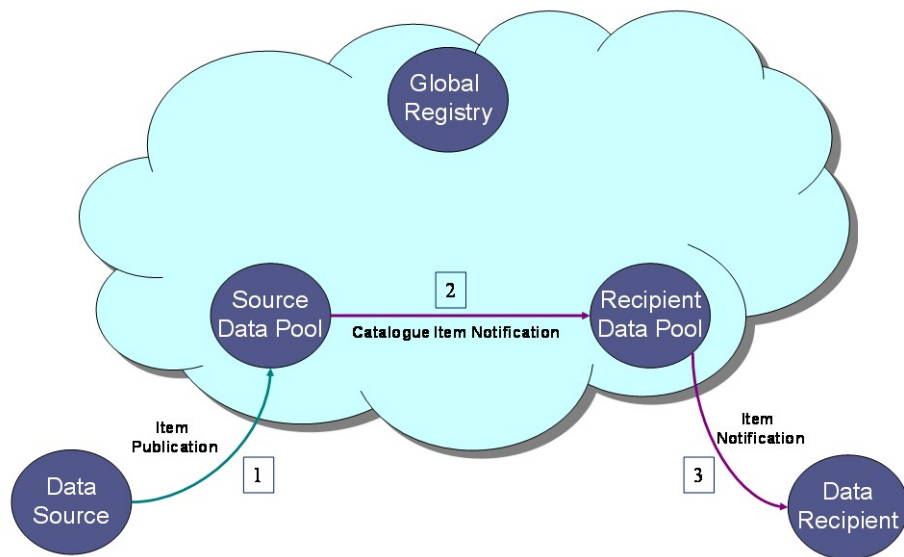 Global
Registry
Source
Data Pool
2
Catalogue Item Notification
Recipient
Data Pool
Item
Publication
1
Item
Notification
3
Data
Source
Data
Recipient